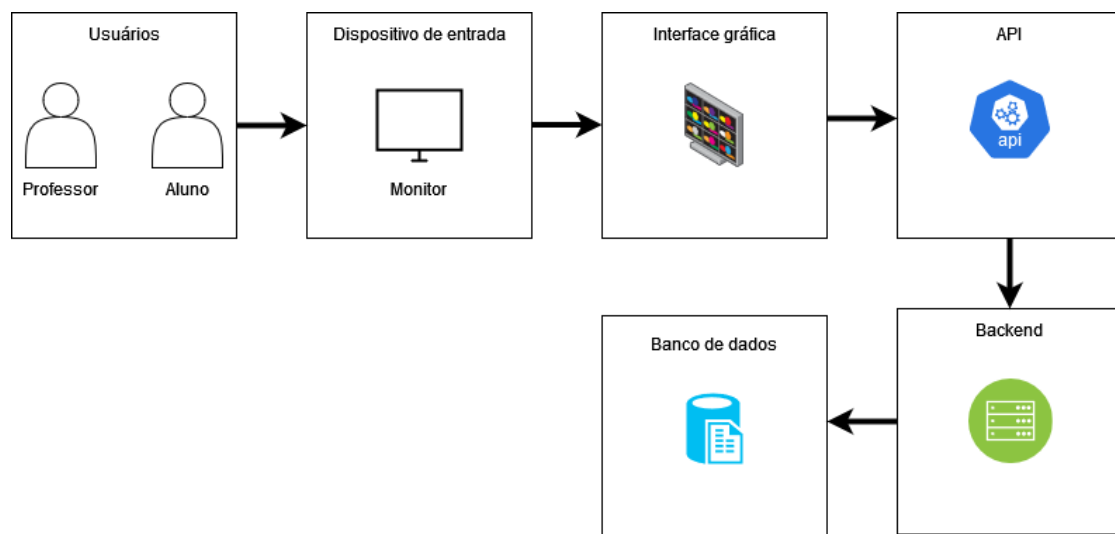 Usuários
Professor
Aluno
Dispositivo de entrada
Monitor
Interface gráfica
API
api
Backend
Banco de dados